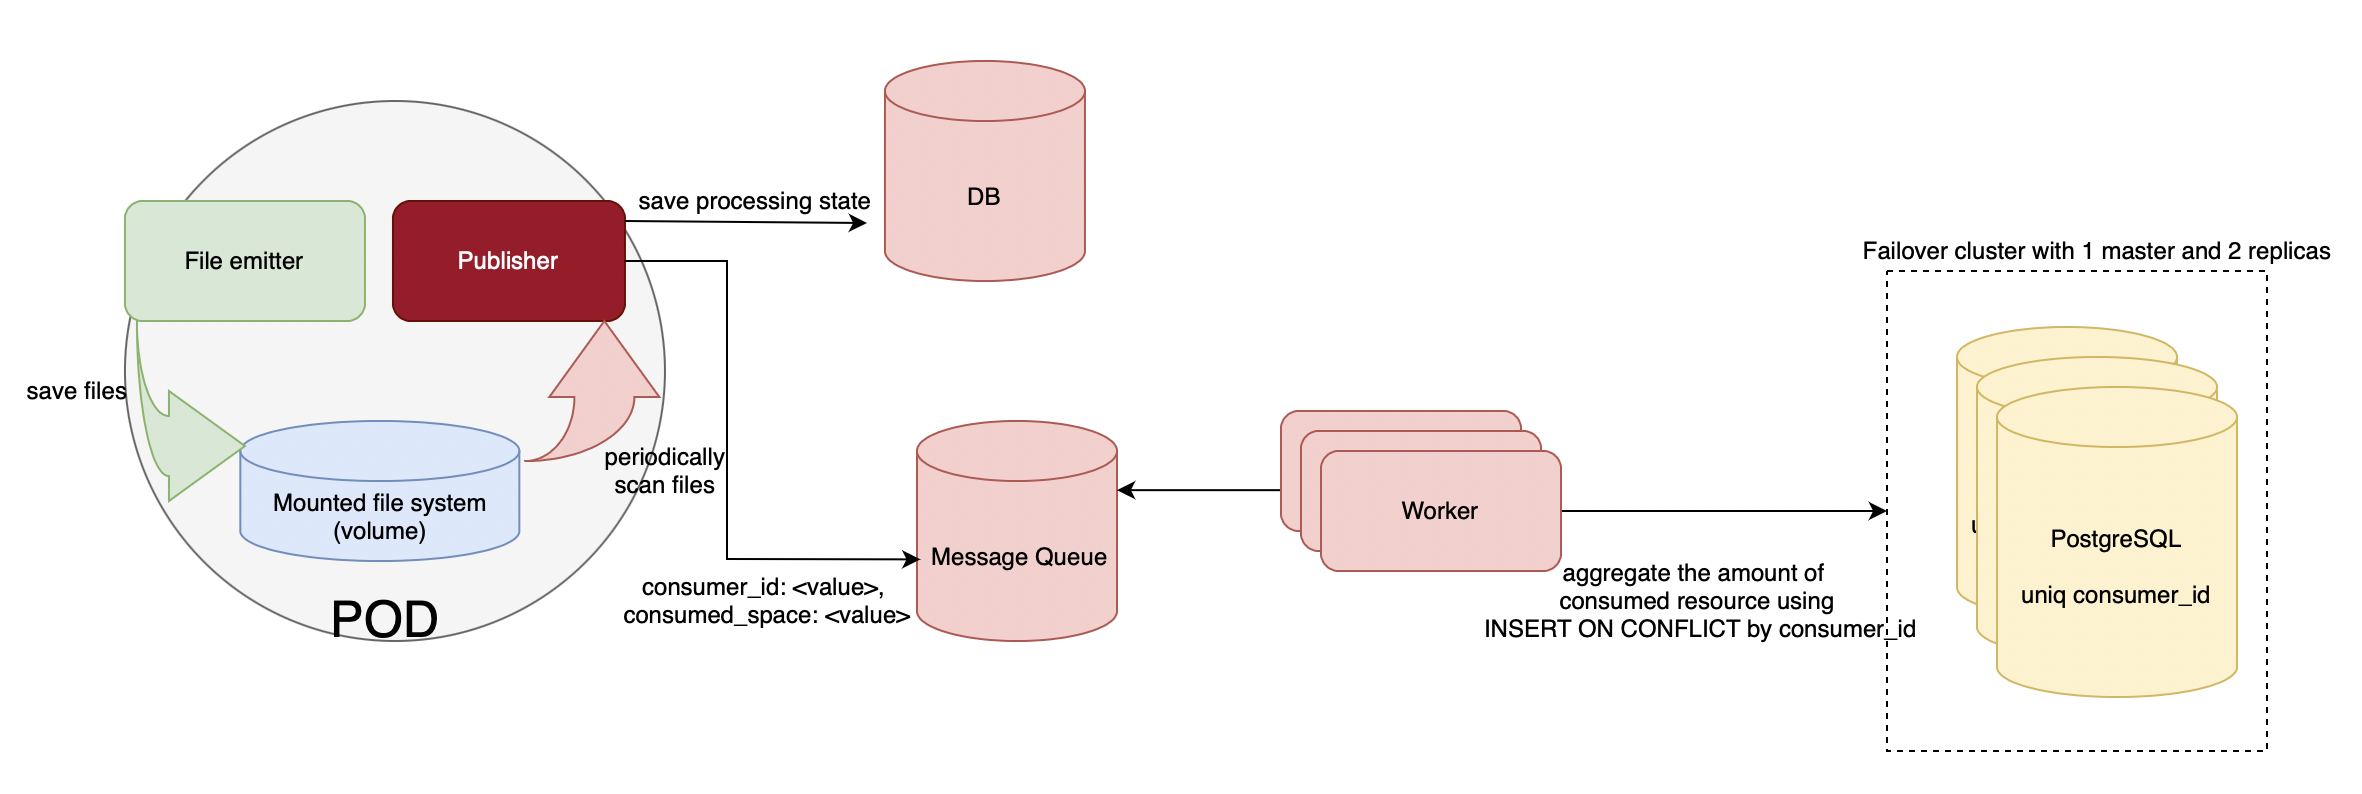 File emitter
Publisher
save files
Mounted file system
(volume)
periodically
scan files
POD
save processing state
DB
consumer_id: <value>,
consumed_space: <value>
Message Queue
Worker
aggregate the amount of
consumed resource using
INSERT ON CONFLICT by consumer_id
Failover cluster with 1 master and 2 replicas
PostgreSQL
uniq consumer_id